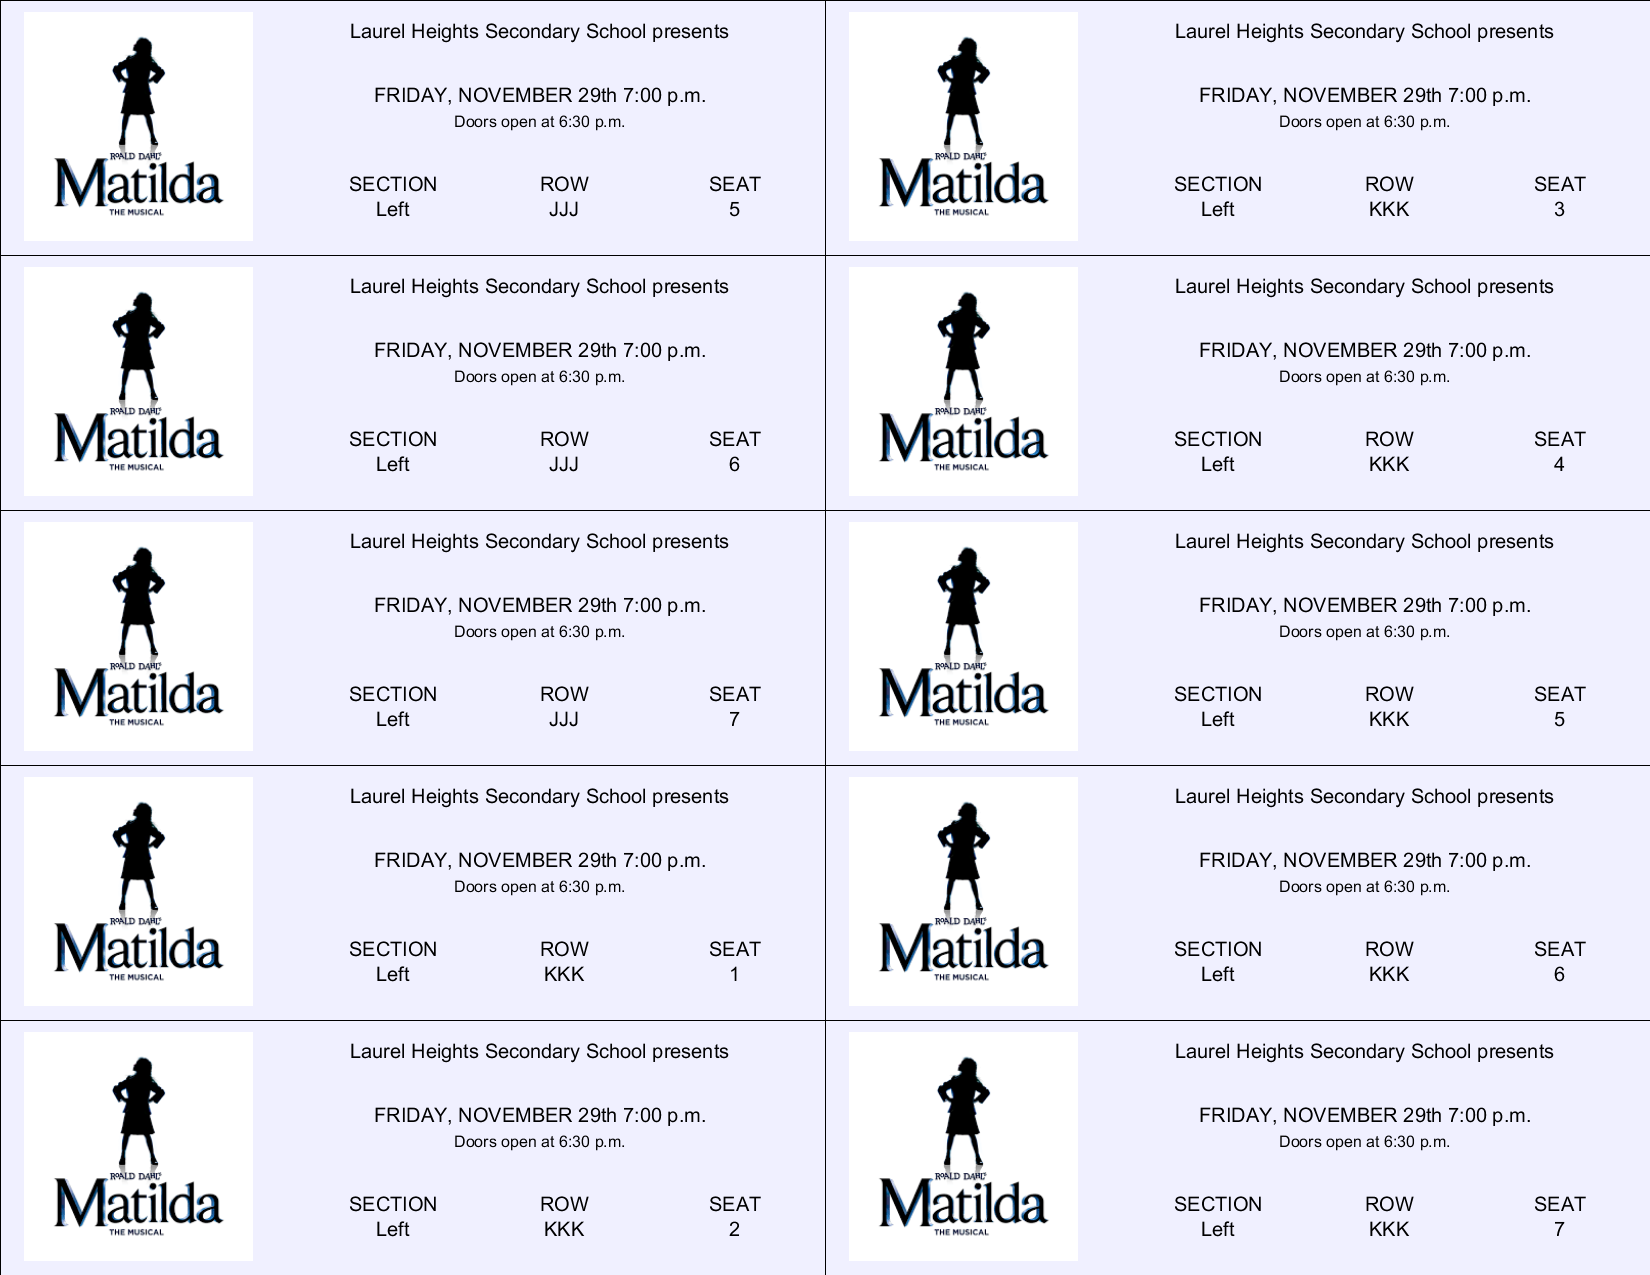 Laurel Heights Secondary School presents
FRIDAY, NOVEMBER 29th 7:00 p.m.
Doors open at 6:30 p.m.
ROALD DAHL'S
Matilda
THE MUSICAL
SECTION ROW SEAT
Left JJJ 5
Laurel Heights Secondary School presents
FRIDAY, NOVEMBER 29th 7:00 p.m.
Doors open at 6:30 p.m.
ROALD DAHL'S
Matilda
THE MUSICAL
SECTION ROW SEAT
Left KKK 3
Laurel Heights Secondary School presents
FRIDAY, NOVEMBER 29th 7:00 p.m.
Doors open at 6:30 p.m.
ROALD DAHL'S
Matilda
THE MUSICAL
SECTION ROW SEAT
Left JJJ 6
Laurel Heights Secondary School presents
FRIDAY, NOVEMBER 29th 7:00 p.m.
Doors open at 6:30 p.m.
ROALD DAHL'S
Matilda
THE MUSICAL
SECTION ROW SEAT
Left KKK 4
Laurel Heights Secondary School presents
FRIDAY, NOVEMBER 29th 7:00 p.m.
Doors open at 6:30 p.m.
ROALD DAHL'S
Matilda
THE MUSICAL
SECTION ROW SEAT
Left JJJ 7
Laurel Heights Secondary School presents
FRIDAY, NOVEMBER 29th 7:00 p.m.
Doors open at 6:30 p.m.
ROALD DAHL'S
Matilda
THE MUSICAL
SECTION ROW SEAT
Left KKK 5
Laurel Heights Secondary School presents
FRIDAY, NOVEMBER 29th 7:00 p.m.
Doors open at 6:30 p.m.
ROALD DAHL'S
Matilda
THE MUSICAL
SECTION ROW SEAT
Left KKK 1
Laurel Heights Secondary School presents
FRIDAY, NOVEMBER 29th 7:00 p.m.
Doors open at 6:30 p.m.
ROALD DAHL'S
Matilda
THE MUSICAL
SECTION ROW SEAT
Left KKK 6
Laurel Heights Secondary School presents
FRIDAY, NOVEMBER 29th 7:00 p.m.
Doors open at 6:30 p.m.
ROALD DAHL'S
Matilda
THE MUSICAL
SECTION ROW SEAT
Left KKK 2
Laurel Heights Secondary School presents
FRIDAY, NOVEMBER 29th 7:00 p.m.
Doors open at 6:30 p.m.
ROALD DAHL'S
Matilda
THE MUSICAL
SECTION ROW SEAT
Left KKK 7